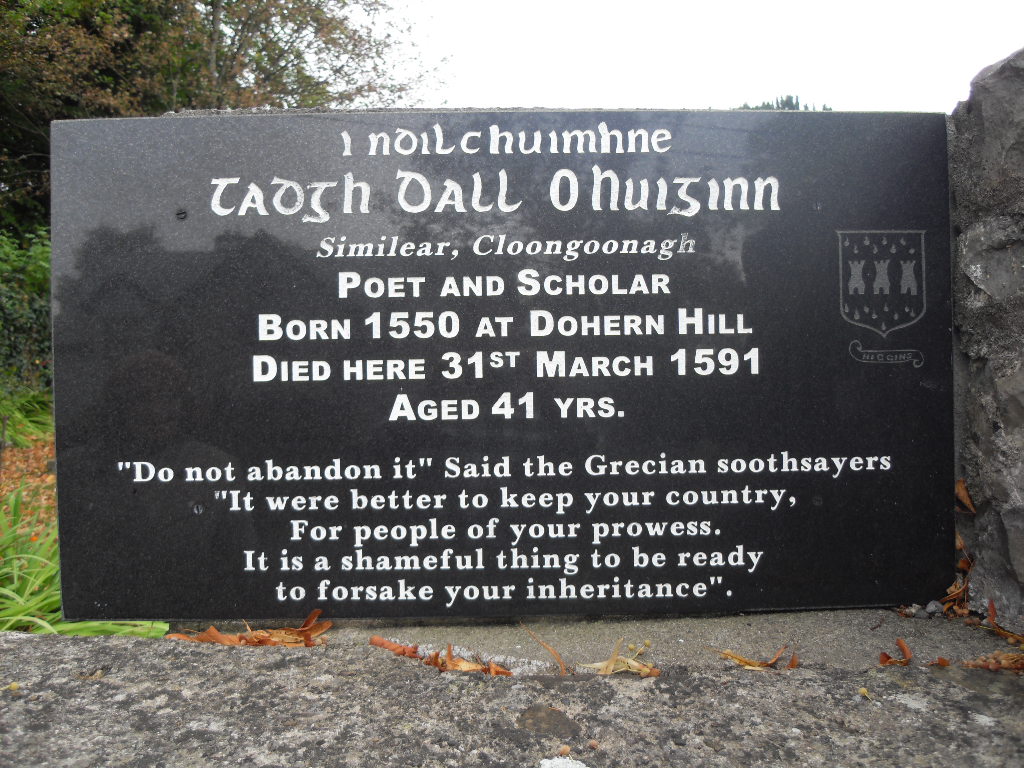 I nDILCHUIMHNE
TADGH DALL O'HUIGINN
Similear, Cloongoonagh
POET AND SCHOLAR
BORN 1550 AT DOHERN HILL
DIED HERE 31ST MARCH 1591
AGED 41 YRS.
HIGGINS
"Do not abandon it" Said the Grecian soothsayers
"It were better to keep your country,
For people of your prowess.
It is a shameful thing to be ready
to forsake your inheritance".